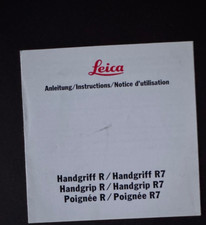 Leica
Anleitung/Instructions/Notice d'utilisation
Handgriff R/Handgriff R7
Handgrip R/Handgrip R7
Poignée R/Poignée R7